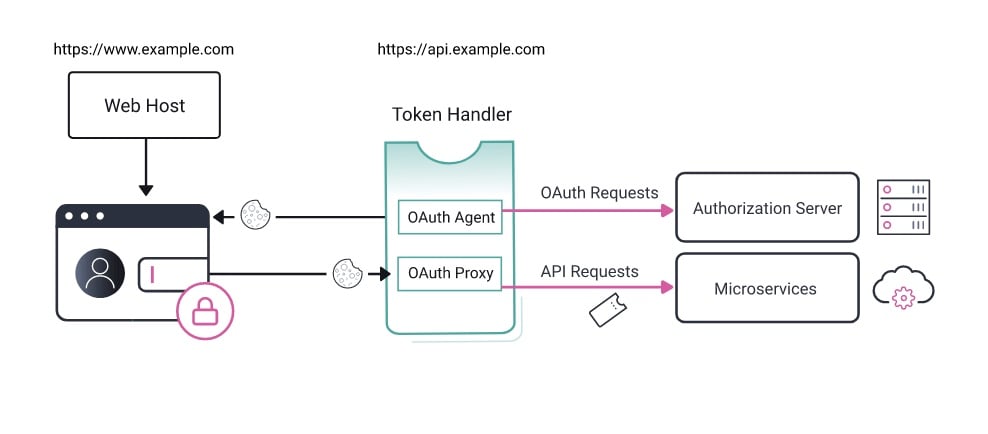 https://www.example.com
https://api.example.com
Web Host
Token Handler
OAuth Agent
OAuth Requests
Authorization Server
OAuth Proxy
API Requests
Microservices